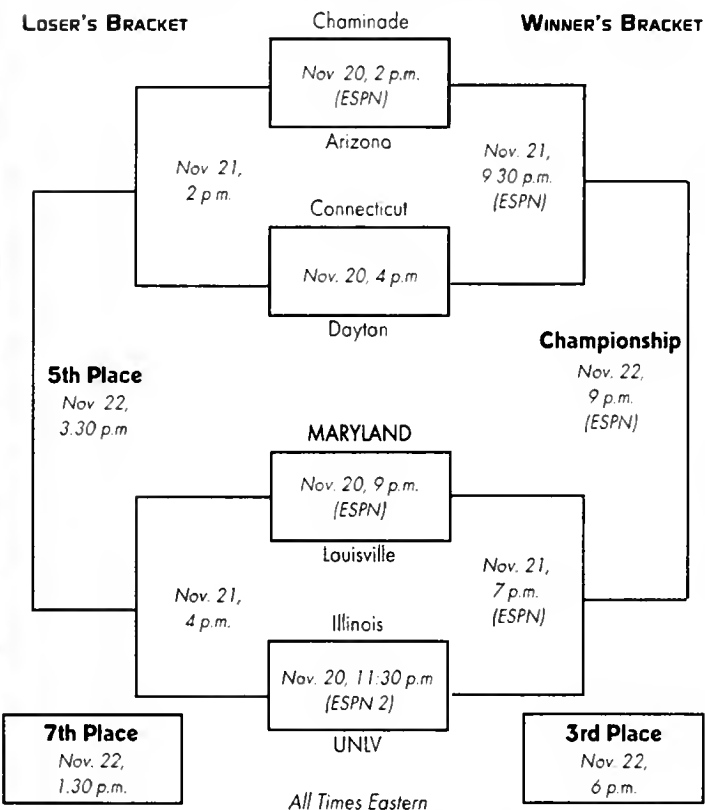 LOSER'S BRACKET
WINNER'S BRACKET
Chaminade
Nov 20, 2 p.m.
(ESPN)
Arizona
Nov 21,
2 p m.
Nov. 21,
9 30 p.m.
(ESPN)
Connecticut
Nov. 20, 4 p.m
Dayton
5th Place
Nov 22,
3.30 p.m
Championship
Nov. 22,
9 p.m.
(ESPN)
MARYLAND
Nov. 20, 9 p.m.
(ESPN)
Louisville
Nov. 21,
4 p.m.
Nov. 21,
7 p.m.
(ESPN)
Illinois
Nov. 20, 11:30 p.m
(ESPN 2)
UNLV
7th Place
Nov. 22,
1.30 p.m.
3rd Place
Nov. 22,
6 p.m.
All Times Eastern